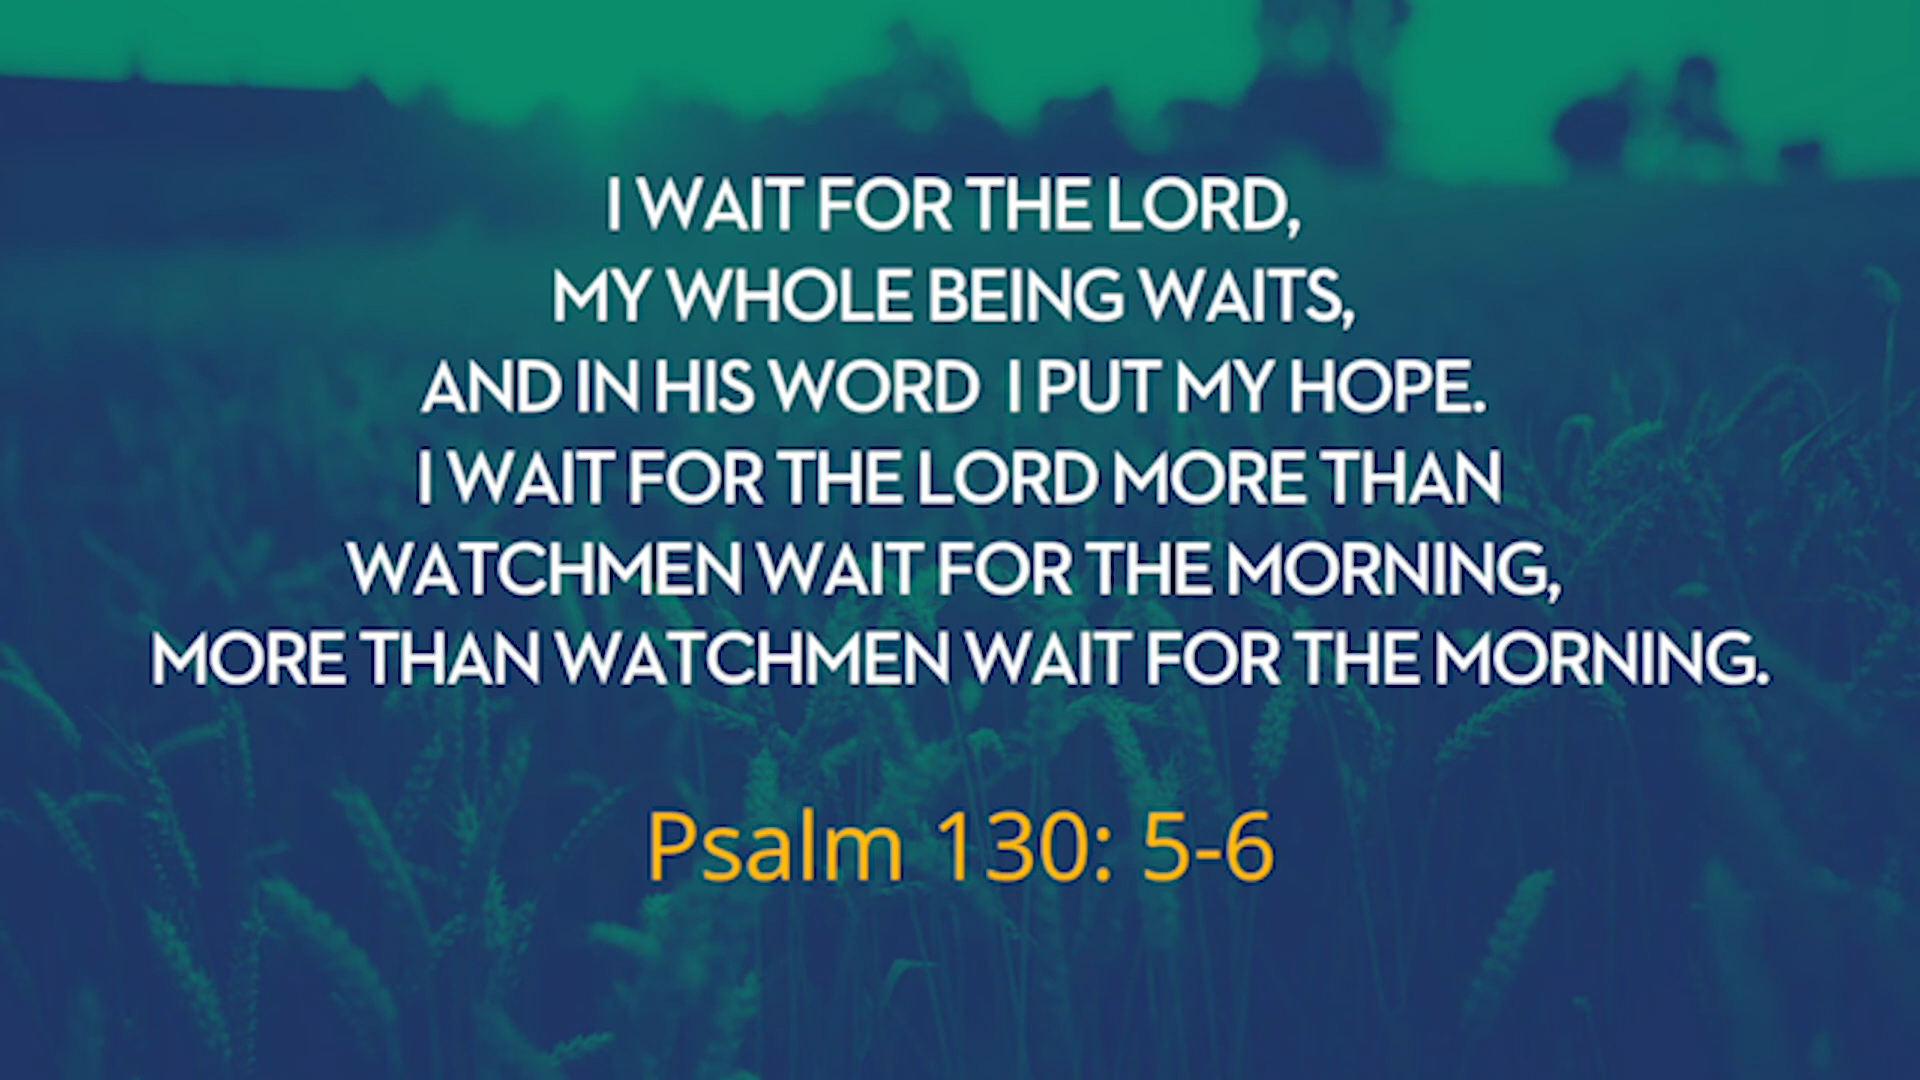 I WAIT FOR THE LORD,
MY WHOLE BEING WAITS,
AND IN HIS WORD I PUT MY HOPE.
I WAIT FOR THE LORD MORE THAN
WATCHMEN WAIT FOR THE MORNING,
MORE THAN WATCHMEN WAIT FOR THE MORNING.
Psalm 130: 5-6